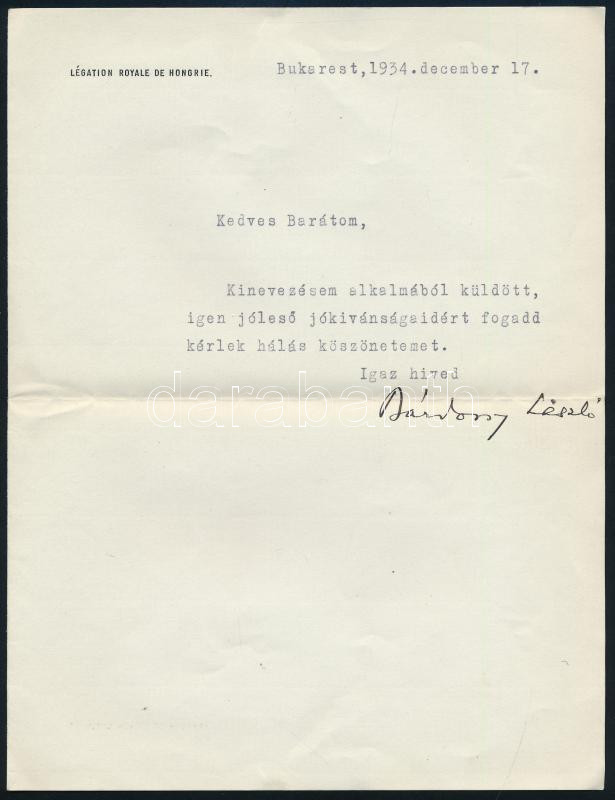 LÉGATION ROYALE DE HONGRIE.
Bukarest,1934.december 17.
Kedves Barátom,
Kinevezésem alkalmából küldött,
igen jóleső jókivánságaidért fogadd
kérlek hálás köszönetemet.
Igaz hived
darabanth
Bárdossy László